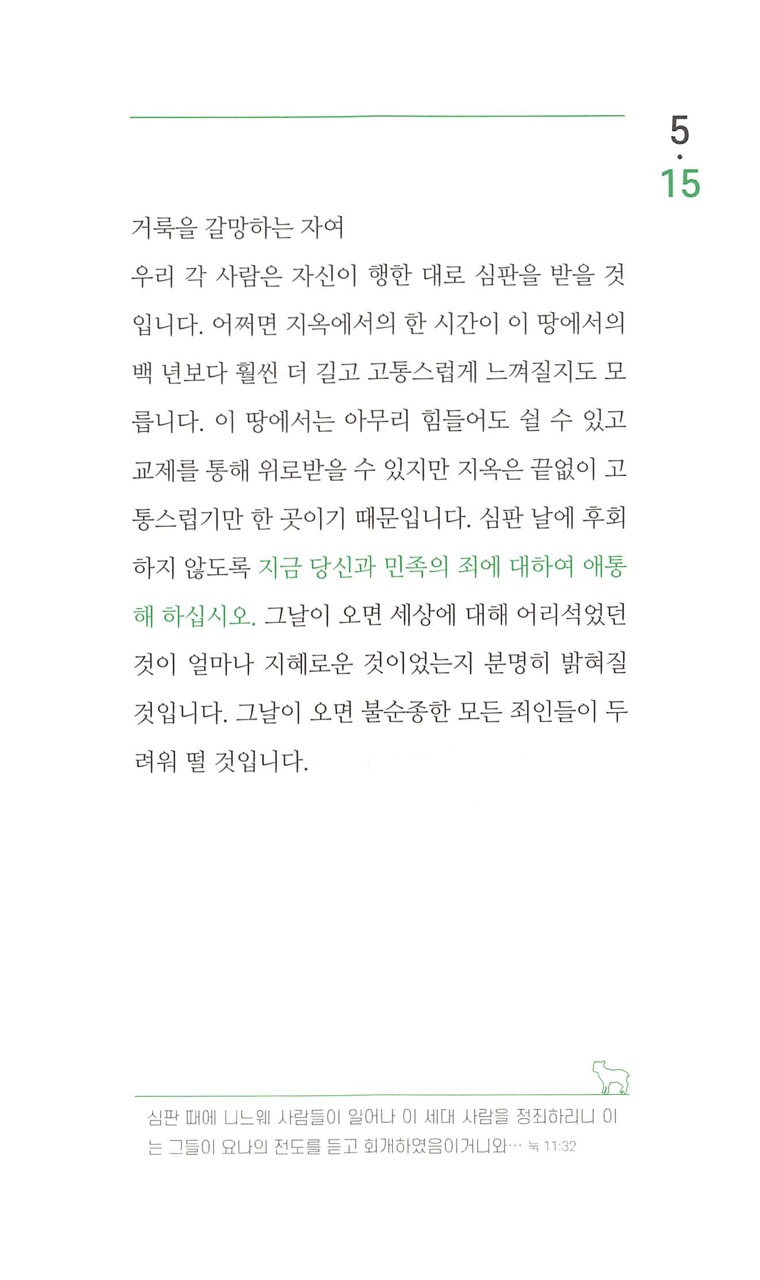 5
·
15
거룩을 갈망하는 자여
우리 각 사람은 자신이 행한 대로 심판을 받을 것
입니다. 어쩌면 지옥에서의 한 시간이 이 땅에서의
백 년보다 훨씬 더 길고 고통스럽게 느껴질지도 모
릅니다. 이 땅에서는 아무리 힘들어도 쉴 수 있고
교제를 통해 위로받을 수 있지만 지옥은 끝없이 고
통스럽기만 한 곳이기 때문입니다. 심판 날에 후회
하지 않도록 지금 당신과 민족의 죄에 대하여 애통
해 하십시오. 그날이 오면 세상에 대해 어리석었던
것이 얼마나 지혜로운 것이었는지 분명히 밝혀질
것입니다. 그날이 오면 불순종한 모든 죄인들이 두
려워 떨 것입니다.
심판 때에 니느웨 사람들이 일어나 이 세대 사람을 정죄하리니 이
는 그들이 요나의 전도를 듣고 회개하였음이거니와… 눅 11:32